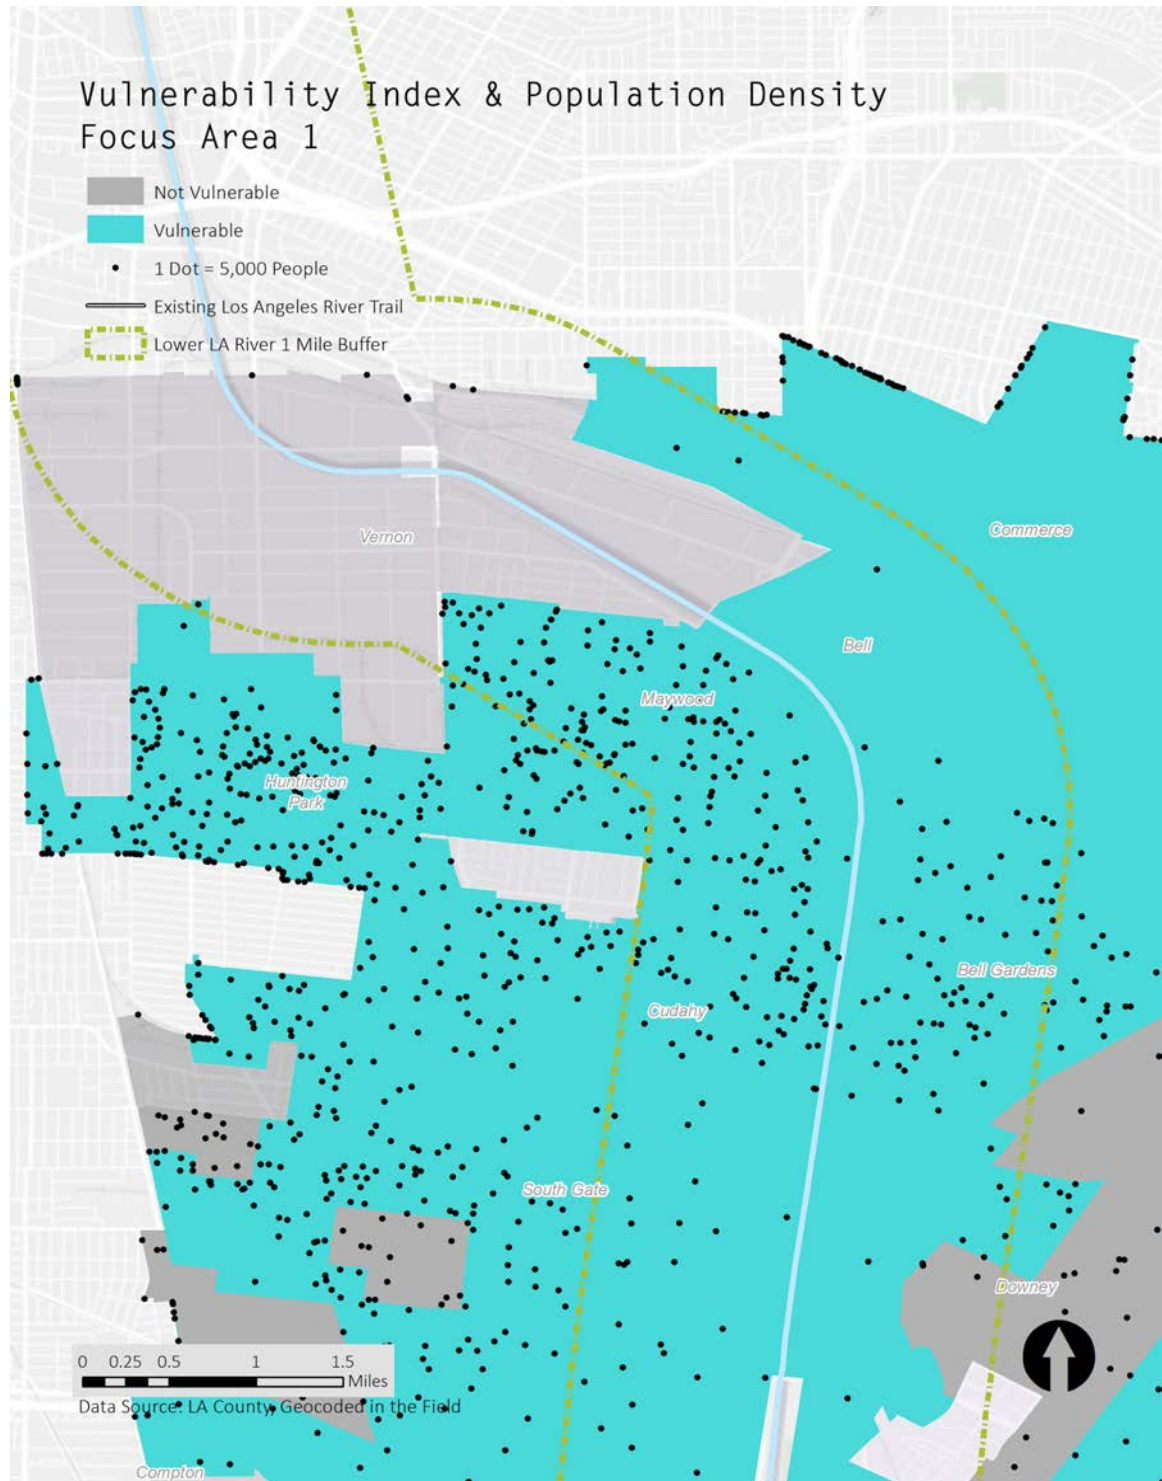 Vulnerability Index & Population Density
Focus Area 1
Not Vulnerable
Vulnerable
1 Dot = 5,000 People
Existing Los Angeles River Trail
Lower LA River 1 Mile Buffer
Commerce
Vernon
Bell
Maywood
Huntington
Park
Bell Gardens
Cudahy
South Gate
Downey
0 0.25 0.5 1 1.5
Miles
Data Source: LA County, Geocoded in the Field
Compton